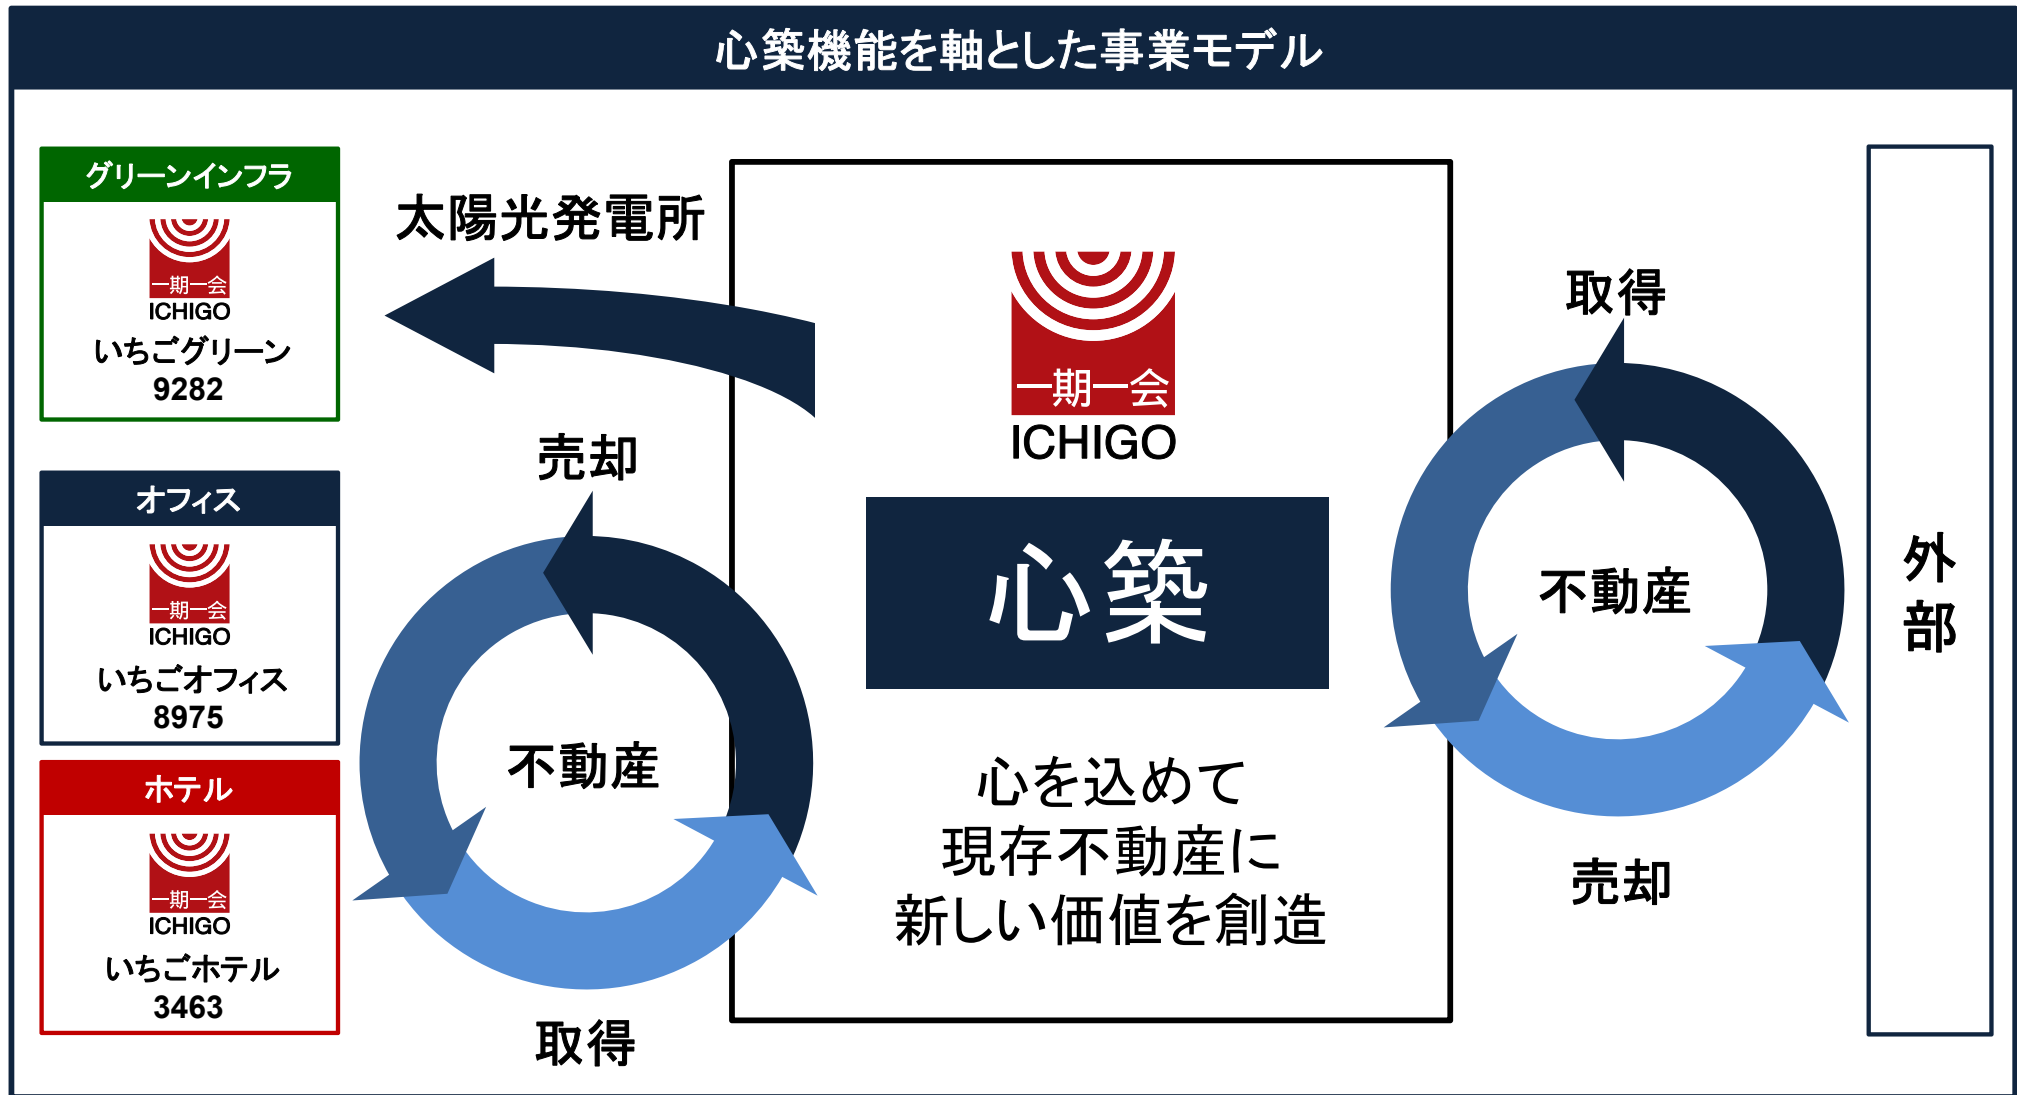 心築機能を軸とした事業モデル
グリーンインフラ
一期一会
ICHIGO
いちごグリーン
9282
オフィス
一期一会
ICHIGO
いちごオフィス
8975
ホテル
一期一会
ICHIGO
いちごホテル
3463
太陽光発電所
売却
不動産
取得
一期一会
ICHIGO
心築
心を込めて
現存不動産に
新しい価値を創造
取得
不動産
売却
外
部